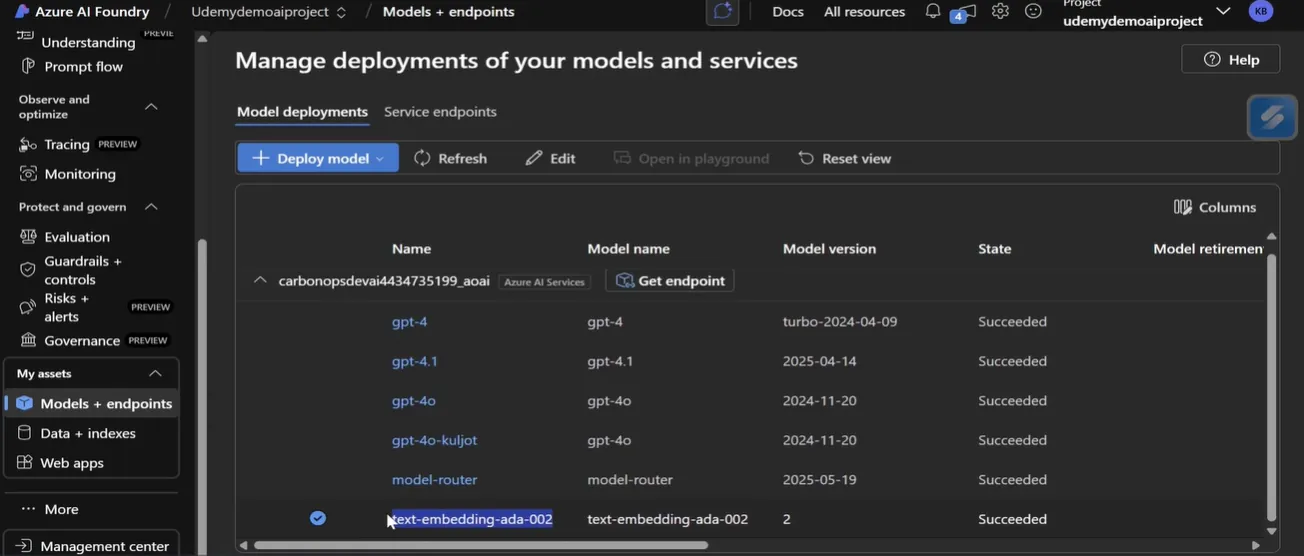 Azure AI Foundry / Udemydemoaiproject / Models + endpoints
Docs All resources 4 Project udemydemoaiproject KB
Understanding PREVIE
Prompt flow
Observe and optimize
Tracing PREVIEW
Monitoring
Protect and govern
Evaluation
Guardrails + controls
Risks + alerts PREVIEW
Governance PREVIEW
My assets
Models + endpoints
Data + indexes
Web apps
More
Management center
Manage deployments of your models and services
Help
Model deployments Service endpoints
Deploy model Refresh Edit Open in playground Reset view
Columns
Name Model name Model version State Model retiremen
carbonopsdevai4434735199_aoai Azure AI Services Get endpoint
gpt-4 gpt-4 turbo-2024-04-09 Succeeded
gpt-4.1 gpt-4.1 2025-04-14 Succeeded
gpt-4o gpt-4o 2024-11-20 Succeeded
gpt-4o-kuljot gpt-4o 2024-11-20 Succeeded
model-router model-router 2025-05-19 Succeeded
text-embedding-ada-002 text-embedding-ada-002 2 Succeeded